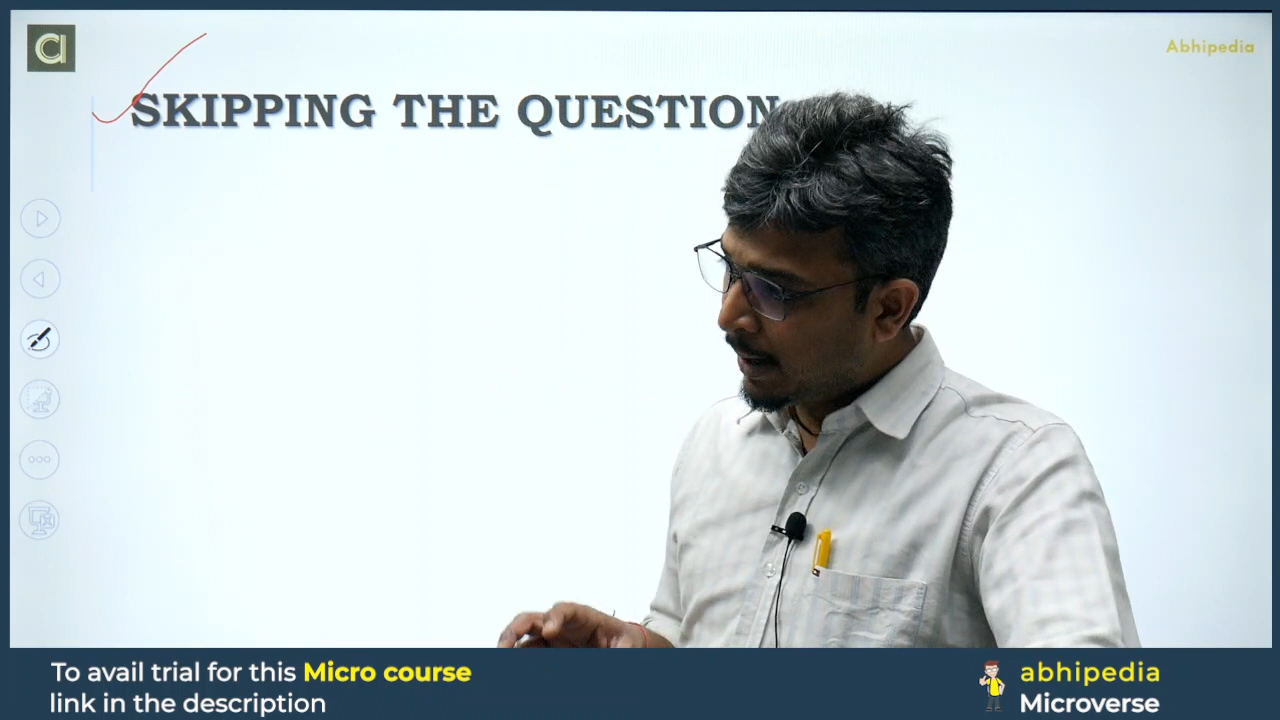 Abhipedia
SKIPPING THE QUESTION
To avail trial for this Micro course
link in the description
abhipedia
Microverse